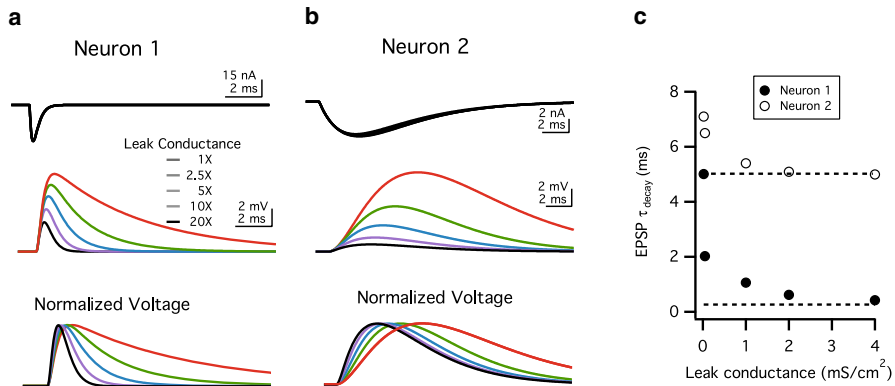 a
Neuron 1
15 nA
2 ms
Leak Conductance
1X
2.5X
5X
10X
20X
2 mV
2 ms
Normalized Voltage
b
Neuron 2
2 nA
2 ms
2 mV
2 ms
Normalized Voltage
c
Neuron 1
Neuron 2
EPSP τdecay (ms)
8
6
4
2
0
0 1 2 3 4
Leak conductance (mS/cm²)